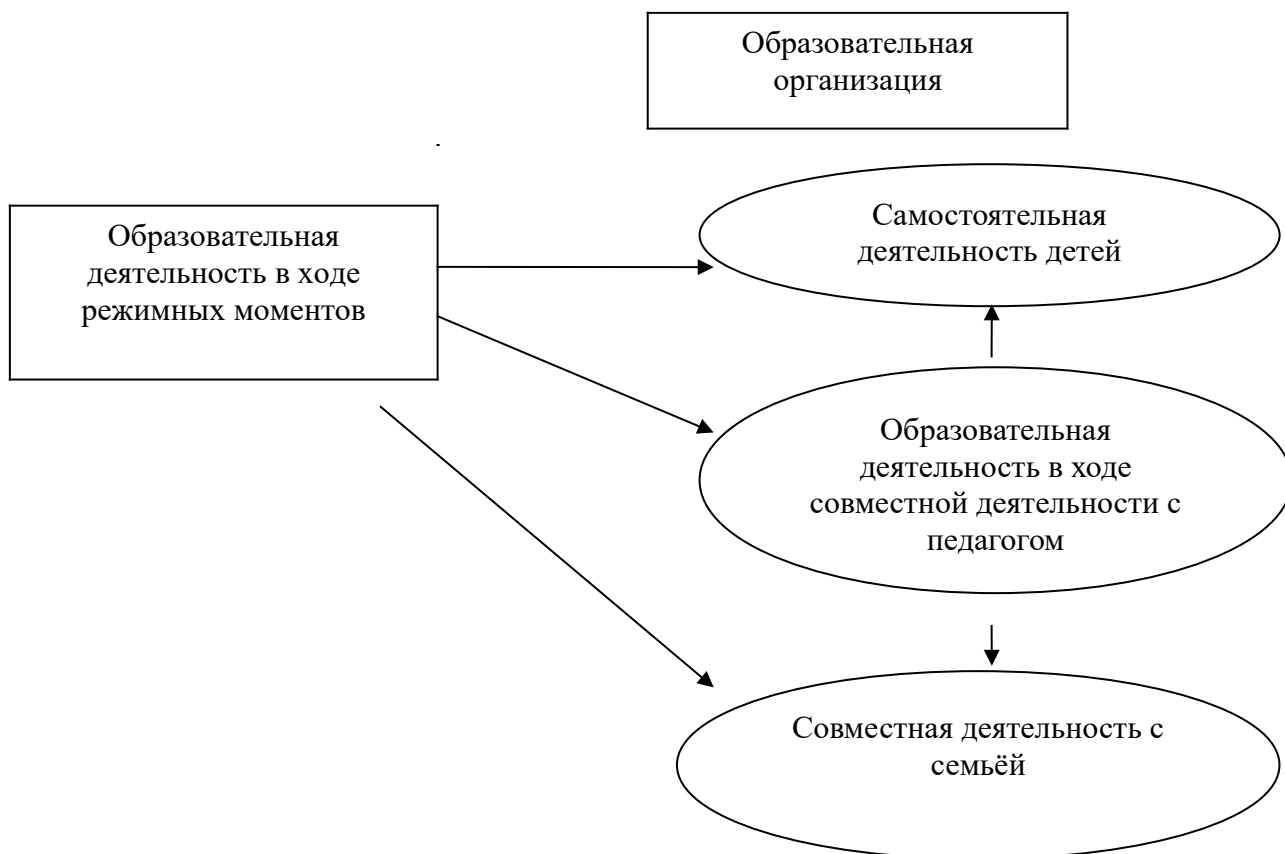 Образовательная
организация
Образовательная
деятельность в ходе
режимных моментов
Самостоятельная
деятельность детей
Образовательная
деятельность в ходе
совместной деятельности с
педагогом
Совместная деятельность с
семьёй